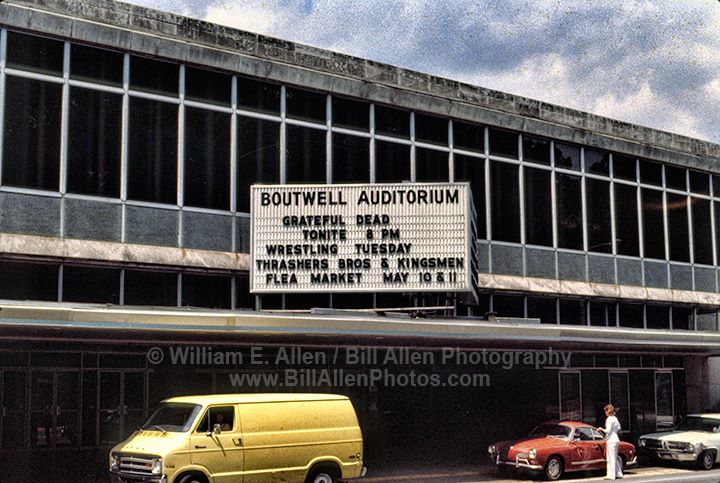 BOUTWELL AUDITORIUM
GRATEFUL DEAD
TONITE 8 PM
WRESTLING TUESDAY
THRASHERS BROS & KINGSMEN
FLEA MARKET MAY 10 & 11
© William E. Allen / Bill Allen Photography
www.BillAllenPhotos.com